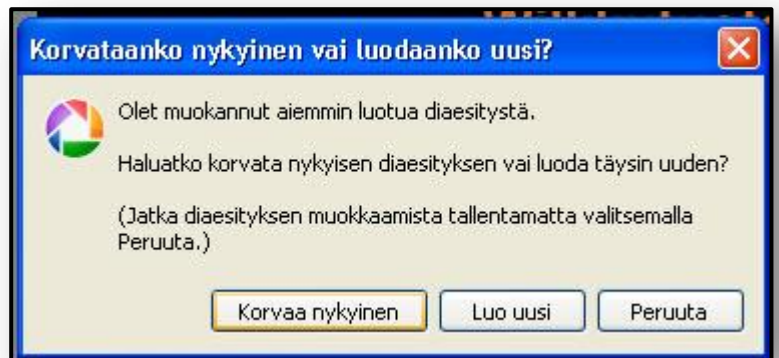 Korvataanko nykyinen vai luodaanko uusi?
Olet muokannut aiemmin luotua diaesitystä.
Haluatko korvata nykyisen diaesityksen vai luoda täysin uuden?
(Jatka diaesityksen muokkaamista tallentamatta valitsemalla
Peruuta.)
Korvaa nykyinen
Luo uusi
Peruuta